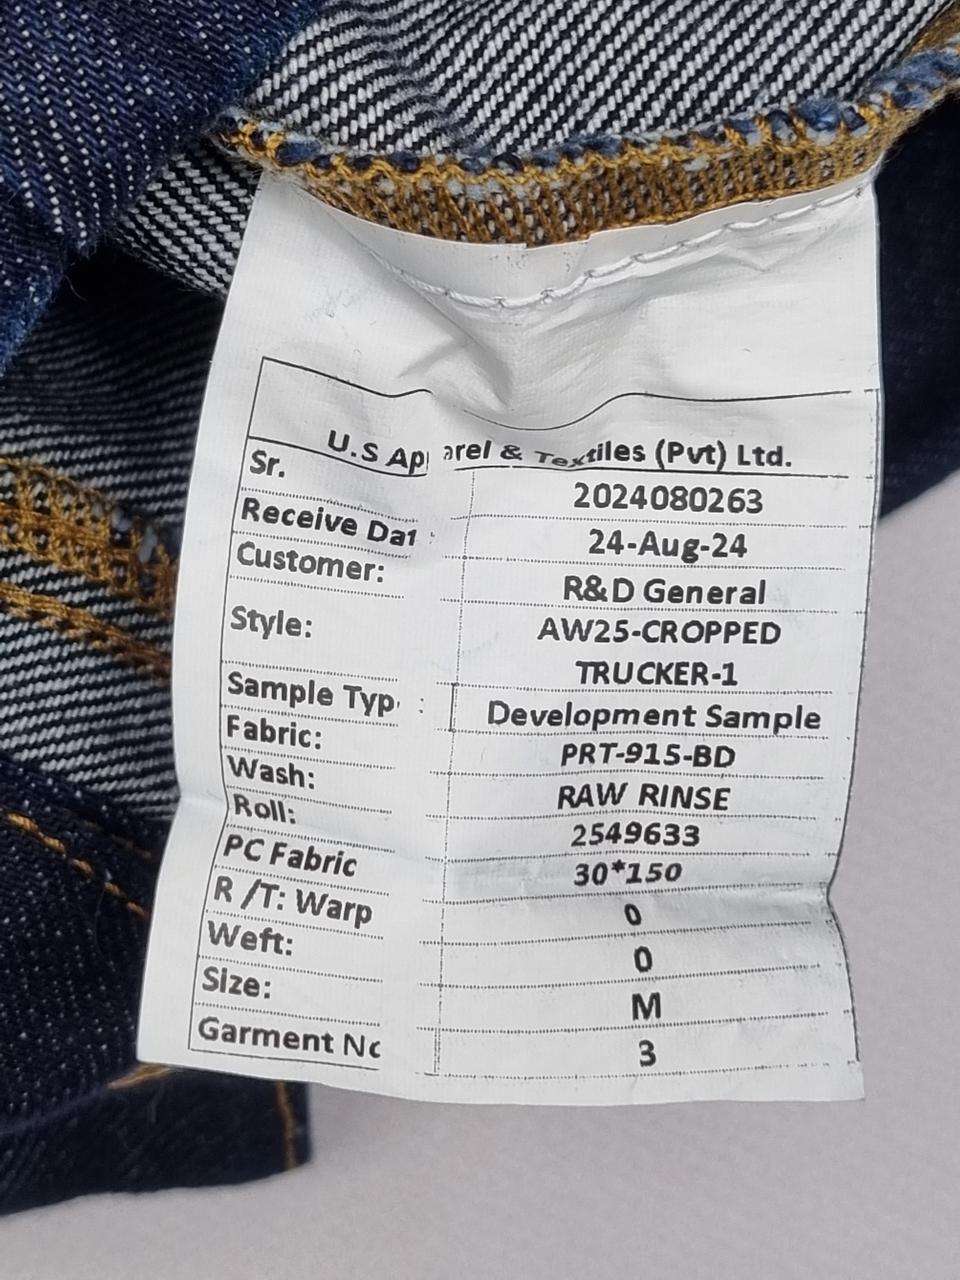 U.S Apparel & Textiles (Pvt) Ltd.
Sr. 2024080263
Receive Dat : 24-Aug-24
Customer: R&D General
Style: AW25-CROPPED
TRUCKER-1
Sample Typ : Development Sample
Fabric: PRT-915-BD
Wash: RAW RINSE
Roll: 2549633
PC Fabric 30*150
R /T: Warp 0
Weft: 0
Size: M
Garment No 3